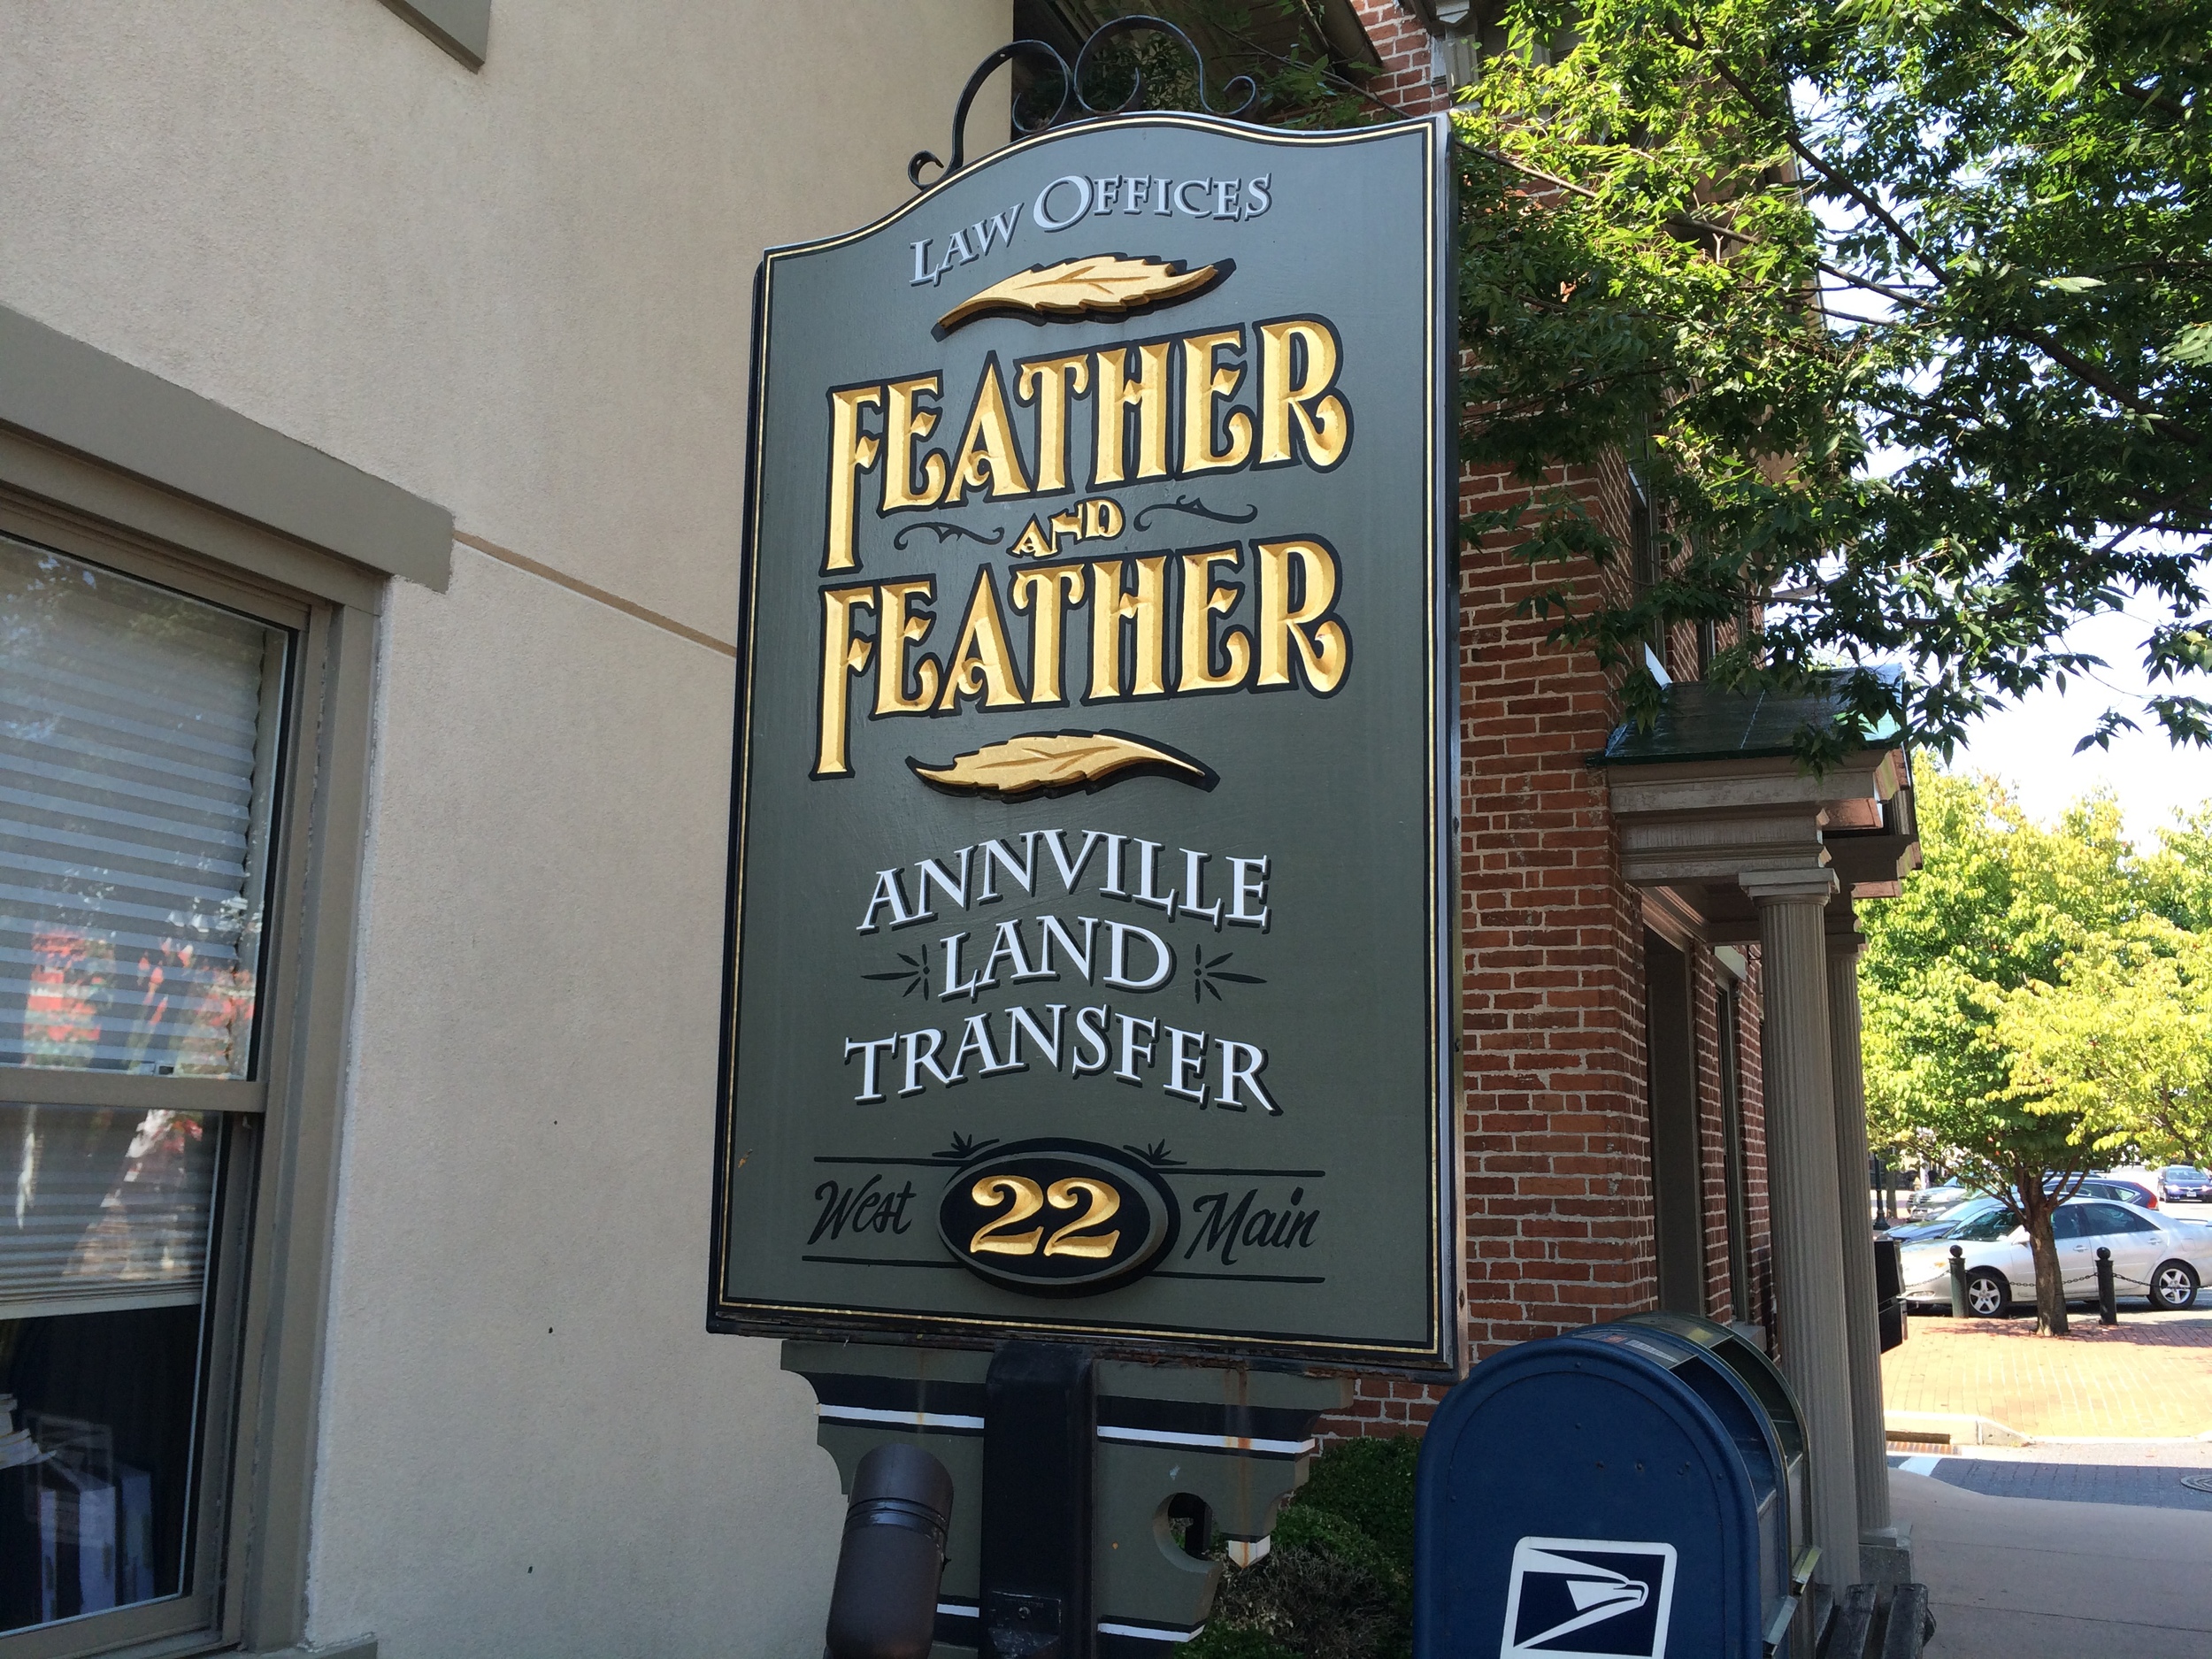 LAW OFFICES
FEATHER
AND
FEATHER
ANNVILLE
LAND
TRANSFER
West 22 Main